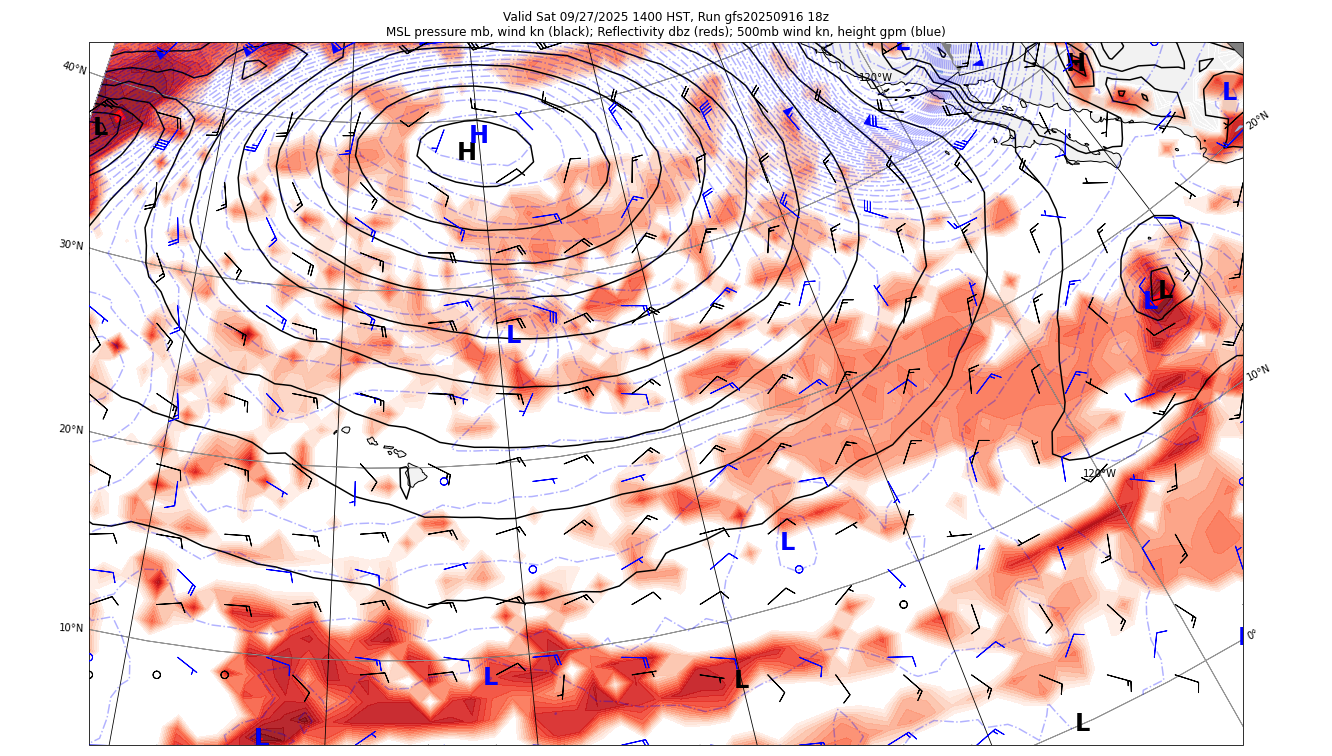 Valid Sat 09/27/2025 1400 HST, Run gfs20250916 18z
MSL pressure mb, wind kn (black); Reflectivity dbz (reds); 500mb wind kn, height gpm (blue)
L
H
40°N
120°W
L
20°N
L
H
H
30°N
L
L
L
10°N
20°N
120°W
L
10°N
0°
L
L
L
L